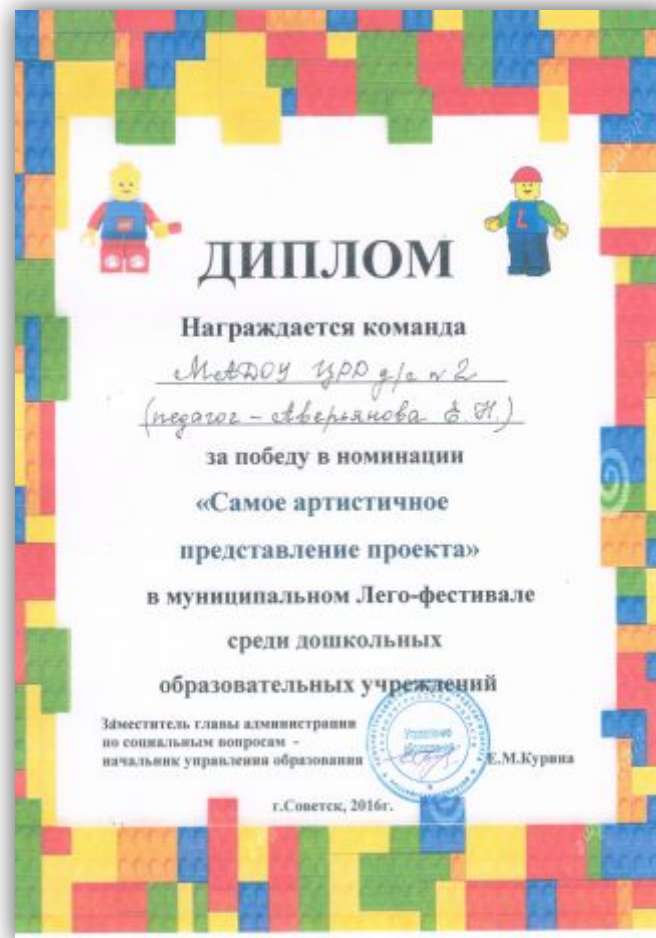 ДИПЛОМ
Награждается команда
МАДОУ ЦРР д/с n 2
(педагог - Аверьянова Е. Н.)
за победу в номинации
«Самое артистичное
представление проекта»
в муниципальном Лего-фестивале
среди дошкольных
образовательных учреждений
Заместитель главы администрации
по социальным вопросам -
начальник управления образования Е.М.Курина
Управление
г.Советск, 2016г.